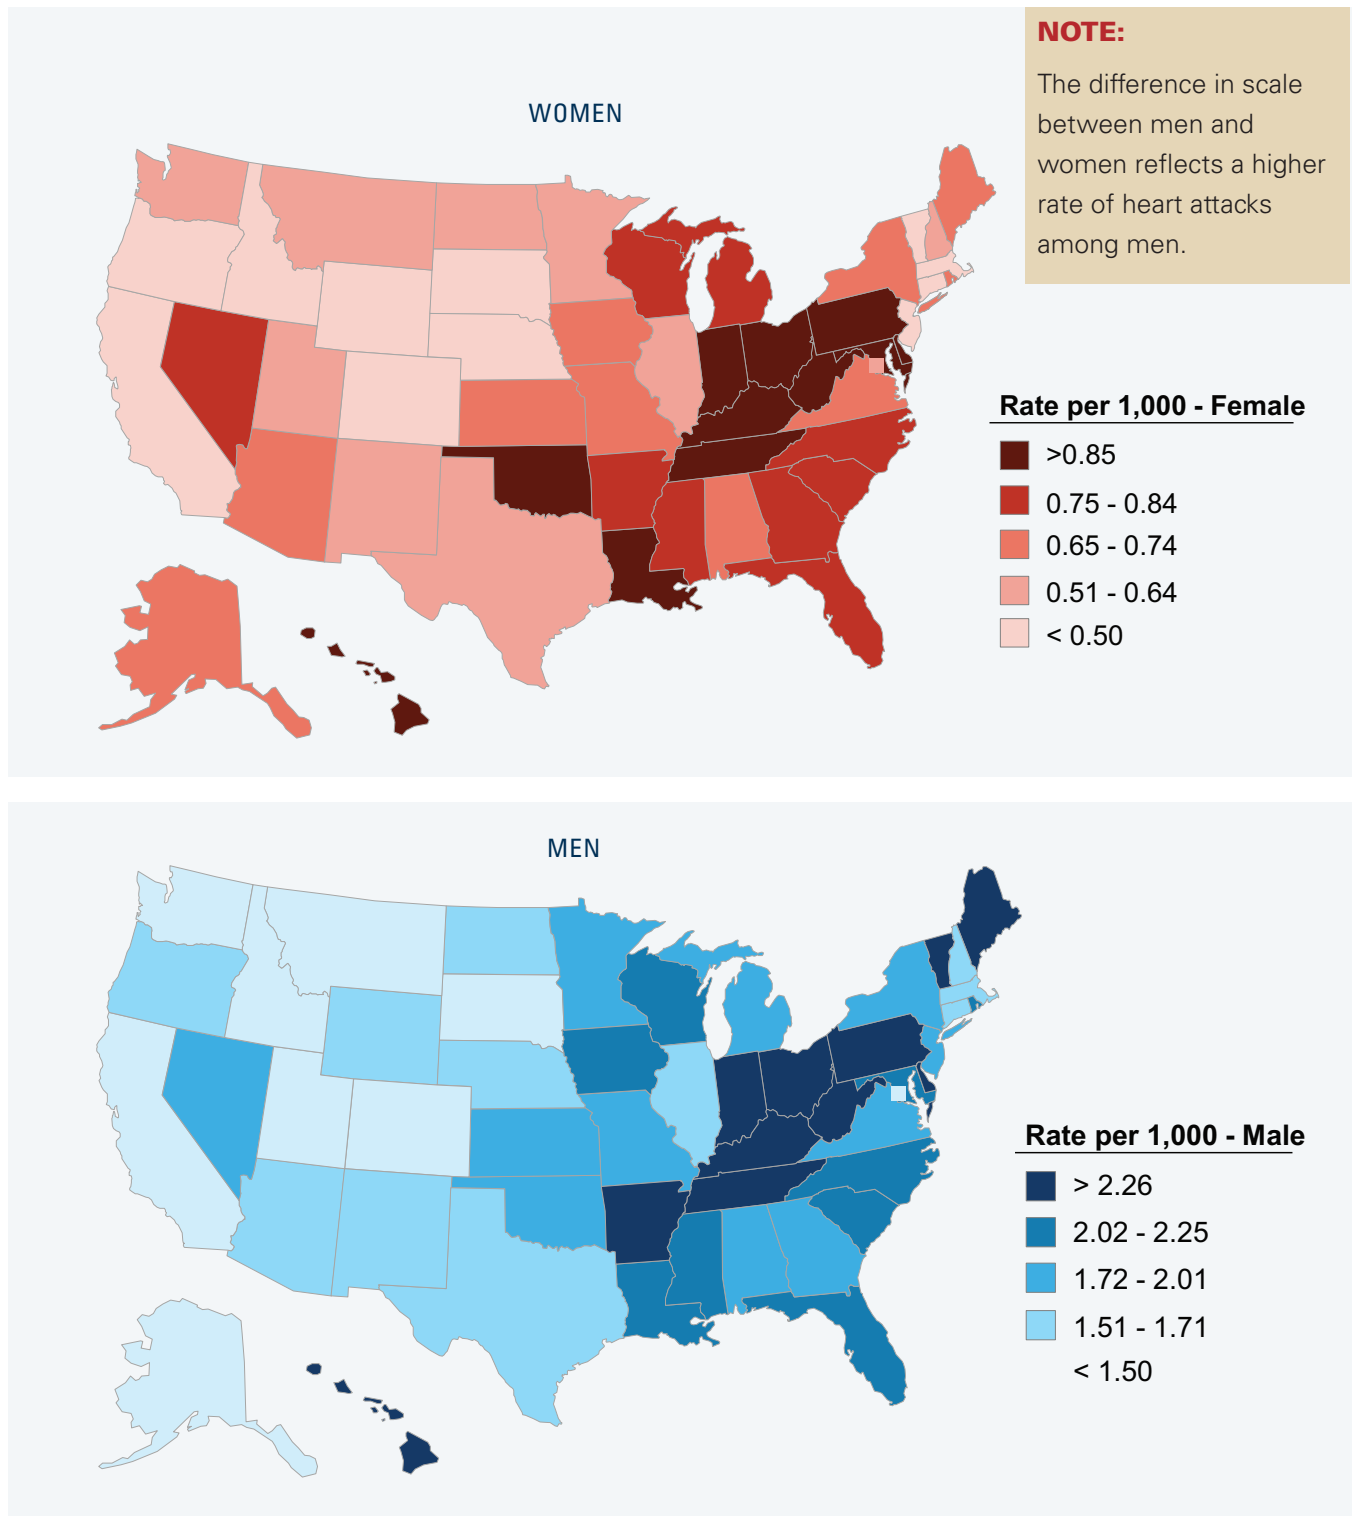 NOTE:
The difference in scale
between men and
women reflects a higher
rate of heart attacks
among men.
WOMEN
Rate per 1,000 - Female
>0.85
0.75 - 0.84
0.65 - 0.74
0.51 - 0.64
< 0.50
MEN
Rate per 1,000 - Male
> 2.26
2.02 - 2.25
1.72 - 2.01
1.51 - 1.71
< 1.50